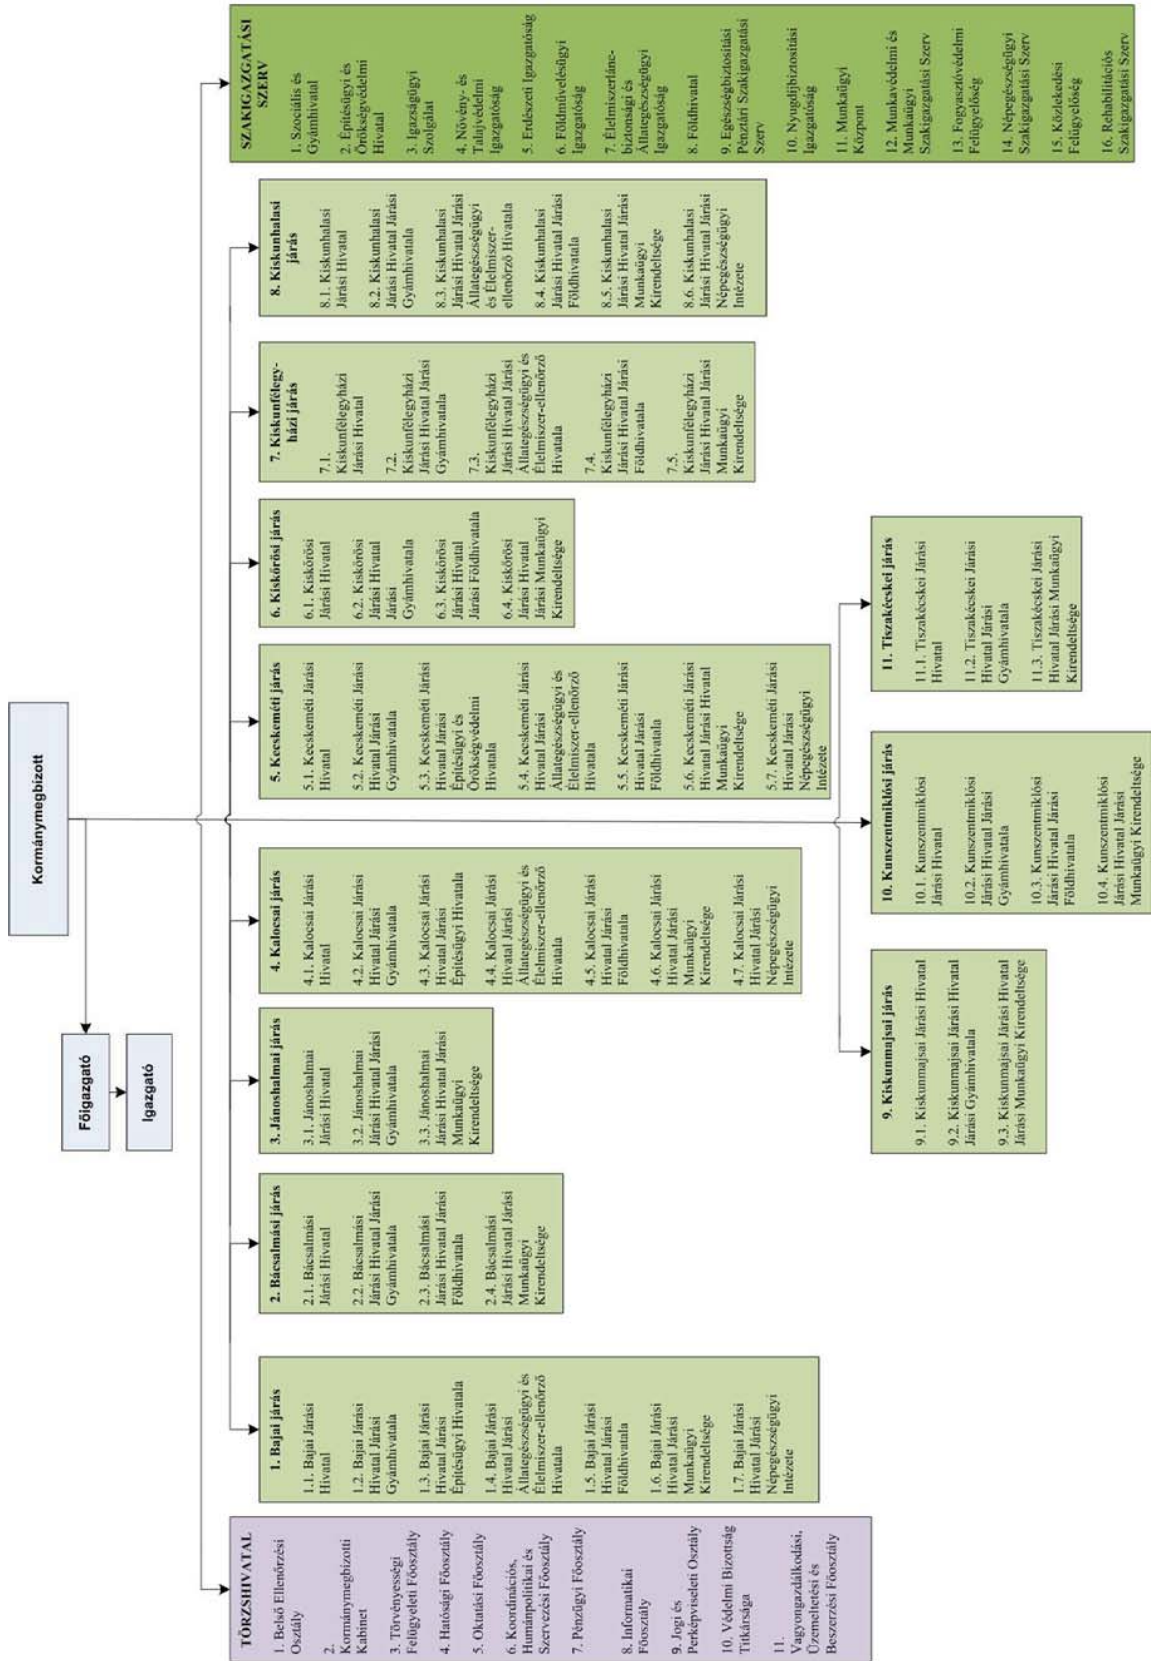 Kormánymegbízott
Főigazgató
Igazgató
TÖRZSHIVATAL
1. Belső Ellenőrzési
Osztály
2.
Kormánymegbízotti
Kabinet
3. Törvényességi
Felügyeleti Főosztály
4. Hatósági Főosztály
5. Oktatási Főosztály
6. Koordinációs,
Humánpolitikai és
Szervezési Főosztály
7. Pénzügyi Főosztály
8. Informatikai
Főosztály
9. Jogi és
Perképviseleti Osztály
10. Védelmi Bizottság
Titkársága
11.
Vagyongazdálkodási,
Üzemeltetési és
Beszerzési Főosztály
1. Bajai járás
1.1. Bajai Járási
Hivatal
1.2. Bajai Járási
Hivatal Járási
Gyámhivatala
1.3. Bajai Járási
Hivatal Járási
Építésügyi Hivatala
1.4. Bajai Járási
Hivatal Járási
Állategészségügyi és
Élelmiszer-ellenőrző
Hivatala
1.5. Bajai Járási
Hivatal Járási
Földhivatala
1.6. Bajai Járási
Hivatal Járási
Munkaügyi
Kirendeltsége
1.7. Bajai Járási
Hivatal Járási
Népegészségügyi
Intézete
2. Bácsalmási járás
2.1. Bácsalmási
Járási Hivatal
2.2. Bácsalmási
Járási Hivatal Járási
Gyámhivatala
2.3. Bácsalmási
Járási Hivatal Járási
Földhivatala
2.4. Bácsalmási
Járási Hivatal Járási
Munkaügyi
Kirendeltsége
3. Jánoshalmai járás
3.1. Jánoshalmai
Járási Hivatal
3.2. Jánoshalmai
Járási Hivatal Járási
Gyámhivatala
3.3. Jánoshalmai
Járási Hivatal Járási
Munkaügyi
Kirendeltsége
4. Kalocsai járás
4.1. Kalocsai Járási
Hivatal
4.2. Kalocsai Járási
Hivatal Járási
Gyámhivatala
4.3. Kalocsai Járási
Hivatal Járási
Építésügyi Hivatala
4.4. Kalocsai Járási
Hivatal Járási
Állategészségügyi és
Élelmiszer-ellenőrző
Hivatala
4.5. Kalocsai Járási
Hivatal Járási
Földhivatala
4.6. Kalocsai Járási
Hivatal Járási
Munkaügyi
Kirendeltsége
4.7. Kalocsai Járási
Hivatal Járási
Népegészségügyi
Intézete
5. Kecskeméti járás
5.1. Kecskeméti Járási
Hivatal
5.2. Kecskeméti Járási
Hivatal Járási
Gyámhivatala
5.3. Kecskeméti Járási
Hivatal Járási
Építésügyi és
Örökségvédelmi
Hivatala
5.4. Kecskeméti Járási
Hivatal Járási
Állategészségügyi és
Élelmiszer-ellenőrző
Hivatala
5.5. Kecskeméti Járási
Hivatal Járási
Földhivatala
5.6. Kecskeméti Járási
Hivatal Járási Hivatal
Munkaügyi
Kirendeltsége
5.7. Kecskeméti Járási
Hivatal Járási
Népegészségügyi
Intézete
6. Kiskőrösi járás
6.1. Kiskőrösi
Járási Hivatal
6.2. Kiskőrösi
Járási Hivatal
Járási
Gyámhivatala
6.3. Kiskőrösi
Járási Hivatal
Járási Földhivatala
6.4. Kiskőrösi
Járási Hivatal
Járási Munkaügyi
Kirendeltsége
7. Kiskunfélegy-
házi járás
7.1.
Kiskunfélegyházi
Járási Hivatal
7.2.
Kiskunfélegyházi
Járási Hivatal Járási
Gyámhivatala
7.3.
Kiskunfélegyházi
Járási Hivatal Járási
Állategészségügyi és
Élelmiszer-ellenőrző
Hivatala
7.4.
Kiskunfélegyházi
Járási Hivatal Járási
Földhivatala
7.5.
Kiskunfélegyházi
Járási Hivatal Járási
Munkaügyi
Kirendeltsége
8. Kiskunhalasi
járás
8.1. Kiskunhalasi
Járási Hivatal
8.2. Kiskunhalasi
Járási Hivatal Járási
Gyámhivatala
8.3. Kiskunhalasi
Járási Hivatal Járási
Állategészségügyi
és Élelmiszer-
ellenőrző Hivatala
8.4. Kiskunhalasi
Járási Hivatal Járási
Földhivatala
8.5. Kiskunhalasi
Járási Hivatal Járási
Munkaügyi
Kirendeltsége
8.6. Kiskunhalasi
Járási Hivatal Járási
Népegészségügyi
Intézete
SZAKIGAZGATÁSI
SZERV
1. Szociális és
Gyámhivatal
2. Építésügyi és
Örökségvédelmi
Hivatal
3. Igazságügyi
Szolgálat
4. Növény- és
Talajvédelmi
Igazgatóság
5. Erdészeti Igazgatóság
6. Földművelésügyi
Igazgatóság
7. Élelmiszerlánc-
biztonsági és
Állategészségügyi
Igazgatóság
8. Földhivatal
9. Egészségbiztosítási
Pénztári Szakigazgatási
Szerv
10. Nyugdíjbiztosítási
Igazgatóság
11. Munkaügyi
Központ
12. Munkavédelmi és
Munkaügyi
Szakigazgatási Szerv
13. Fogyasztóvédelmi
Felügyelőség
14. Népegészségügyi
Szakigazgatási Szerv
15. Közlekedési
Felügyelőség
16. Rehabilitációs
Szakigazgatási Szerv
9. Kiskunmajsai járás
9.1. Kiskunmajsai Járási Hivatal
9.2. Kiskunmajsai Járási Hivatal
Járási Gyámhivatala
9.3. Kiskunmajsai Járási Hivatal
Járási Munkaügyi Kirendeltsége
10. Kunszentmiklósi járás
10.1. Kunszentmiklósi
Járási Hivatal
10.2. Kunszentmiklósi
Járási Hivatal Járási
Gyámhivatala
10.3. Kunszentmiklósi
Járási Hivatal Járási
Földhivatala
10.4. Kunszentmiklósi
Járási Hivatal Járási
Munkaügyi Kirendeltsége
11. Tiszakécskei járás
11.1. Tiszakécskei Járási
Hivatal
11.2. Tiszakécskei Járási
Hivatal Járási
Gyámhivatala
11.3. Tiszakécskei Járási
Hivatal Járási Munkaügyi
Kirendeltsége